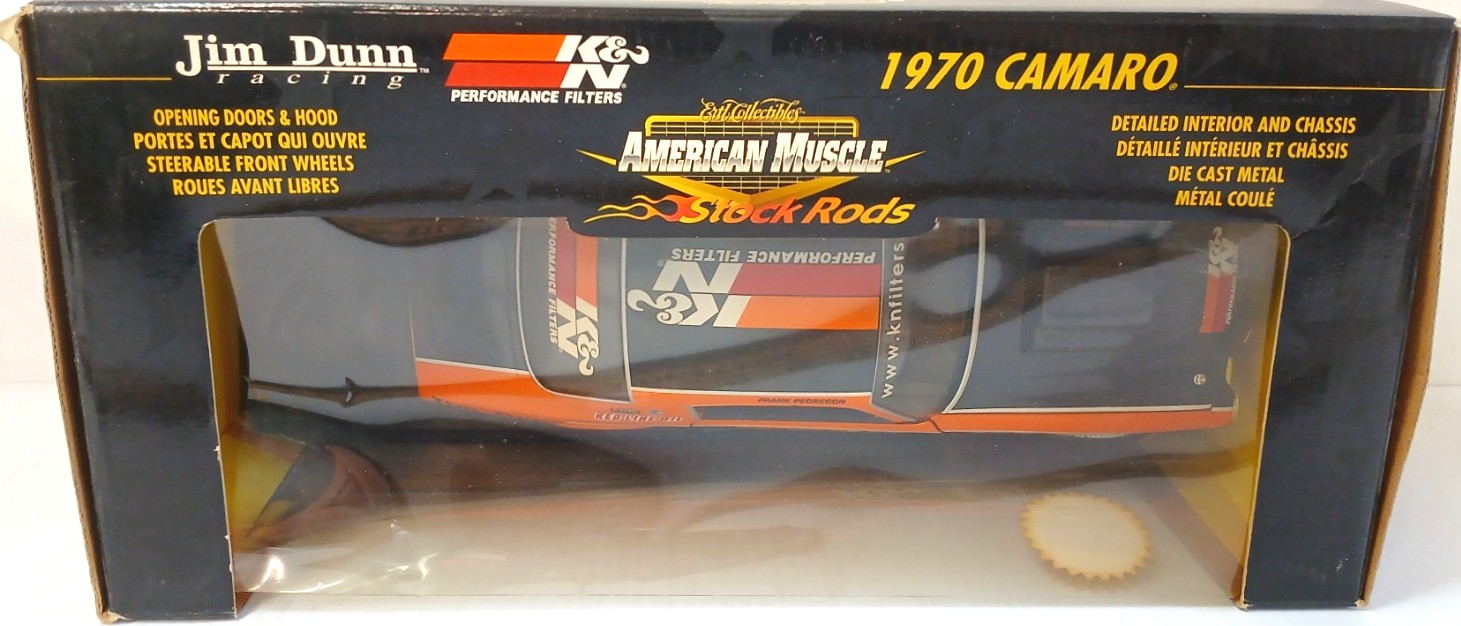 Jim Dunn™
racing
K&N®
PERFORMANCE FILTERS
1970 CAMARO®
OPENING DOORS & HOOD
PORTES ET CAPOT QUI OUVRE
STEERABLE FRONT WHEELS
ROUES AVANT LIBRES
Ertl Collectibles
AMERICAN MUSCLE™
Stock Rods
DETAILED INTERIOR AND CHASSIS
DÉTAILLÉ INTÉRIEUR ET CHÂSSIS
DIE CAST METAL
MÉTAL COULÉ
K&N
PERFORMANCE FILTERS
K&N
PERFORMANCE FILTERS
www.knfilters
K&N
FRANK PEDREGON